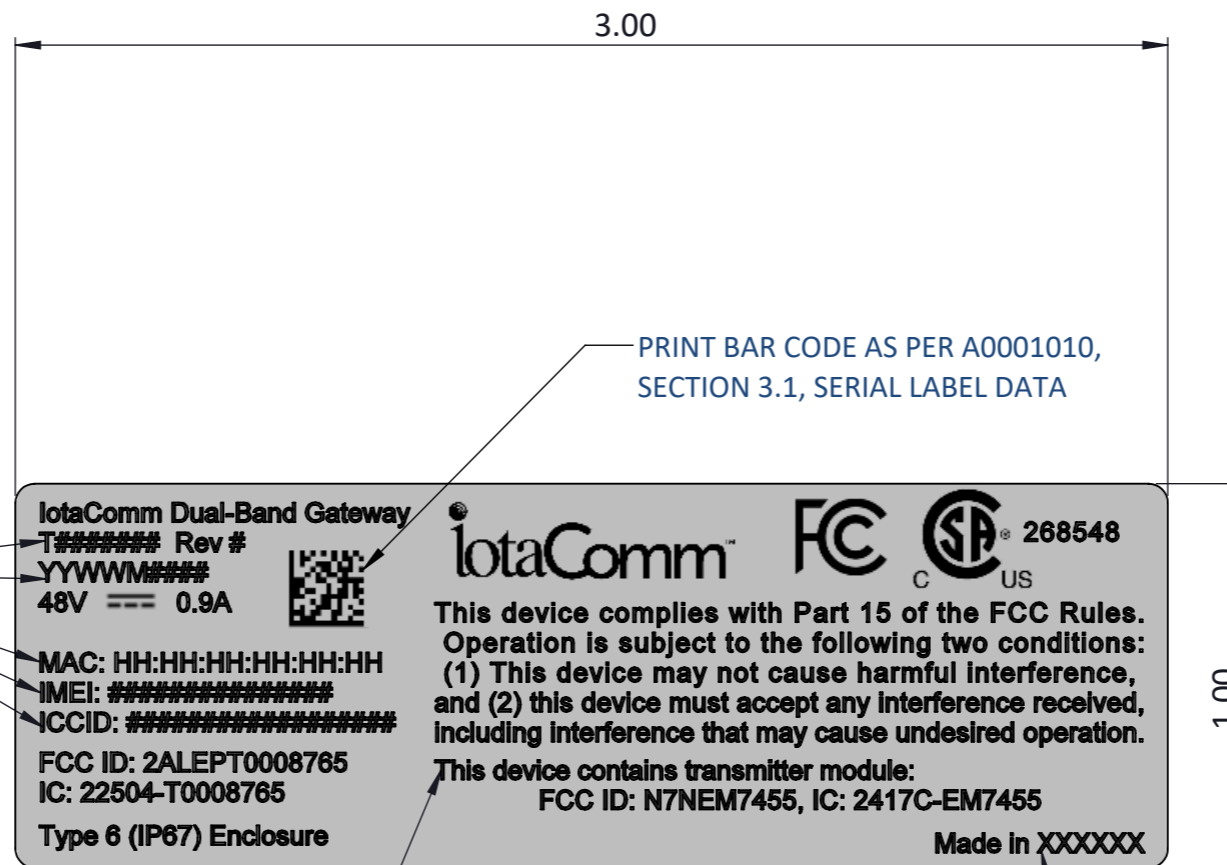 3.00
PRINT BAR CODE AS PER A0001010,
SECTION 3.1, SERIAL LABEL DATA
IotaComm Dual-Band Gateway
T####### Rev #
YYWWM####
48V 0.9A
MAC: HH:HH:HH:HH:HH:HH
IMEI: ###############
ICCID: ##################
FCC ID: 2ALEPT0008765
IC: 22504-T0008765
Type 6 (IP67) Enclosure
iotaComm™
FC
C SA® US 268548
This device complies with Part 15 of the FCC Rules.
Operation is subject to the following two conditions:
(1) This device may not cause harmful interference,
and (2) this device must accept any interference received,
including interference that may cause undesired operation.
This device contains transmitter module:
FCC ID: N7NEM7455, IC: 2417C-EM7455
Made in XXXXXX
1.00